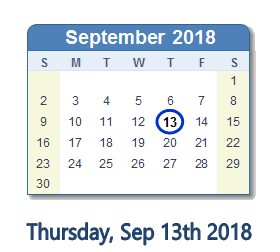 September 2018
S M T W T F S
1
2 3 4 5 6 7 8
9 10 11 12 13 14 15
16 17 18 19 20 21 22
23 24 25 26 27 28 29
30
Thursday, Sep 13th 2018